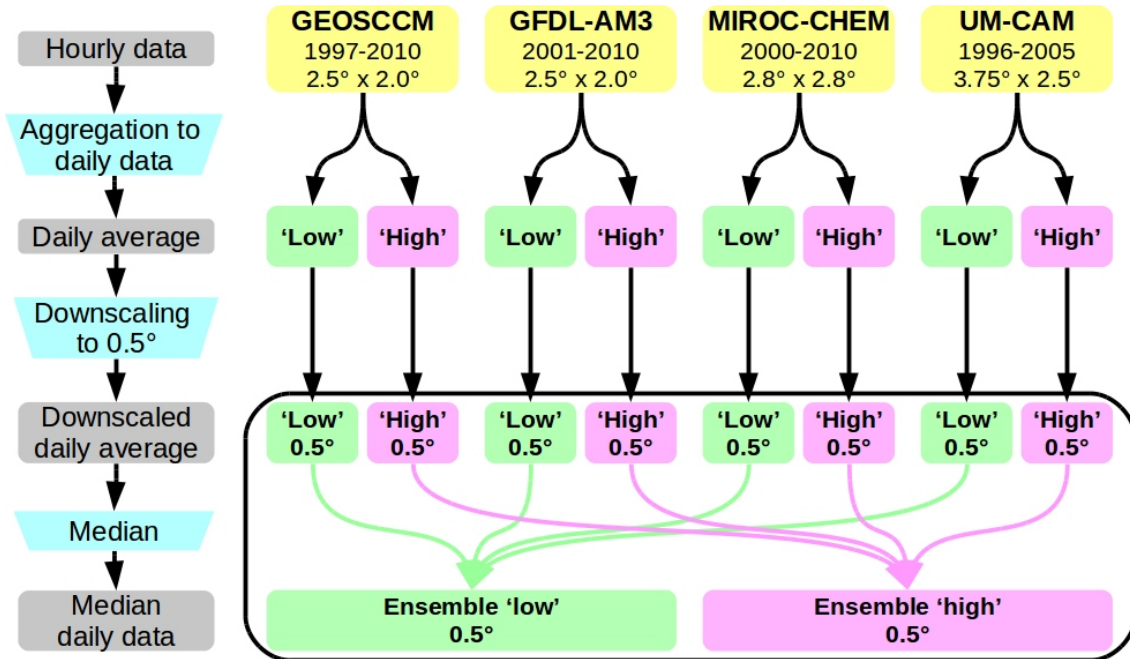 Hourly data
Aggregation to
daily data
Daily average
Downscaling
to 0.5°
Downscaled
daily average
Median
Median
daily data
GEOSCCM
1997-2010
2.5° x 2.0°
GFDL-AM3
2001-2010
2.5° x 2.0°
MIROC-CHEM
2000-2010
2.8° x 2.8°
UM-CAM
1996-2005
3.75° x 2.5°
‘Low’
‘High’
‘Low’
‘High’
‘Low’
‘High’
‘Low’
‘High’
‘Low’
0.5°
‘High’
0.5°
‘Low’
0.5°
‘High’
0.5°
‘Low’
0.5°
‘High’
0.5°
‘Low’
0.5°
‘High’
0.5°
Ensemble ‘low’
0.5°
Ensemble ‘high’
0.5°